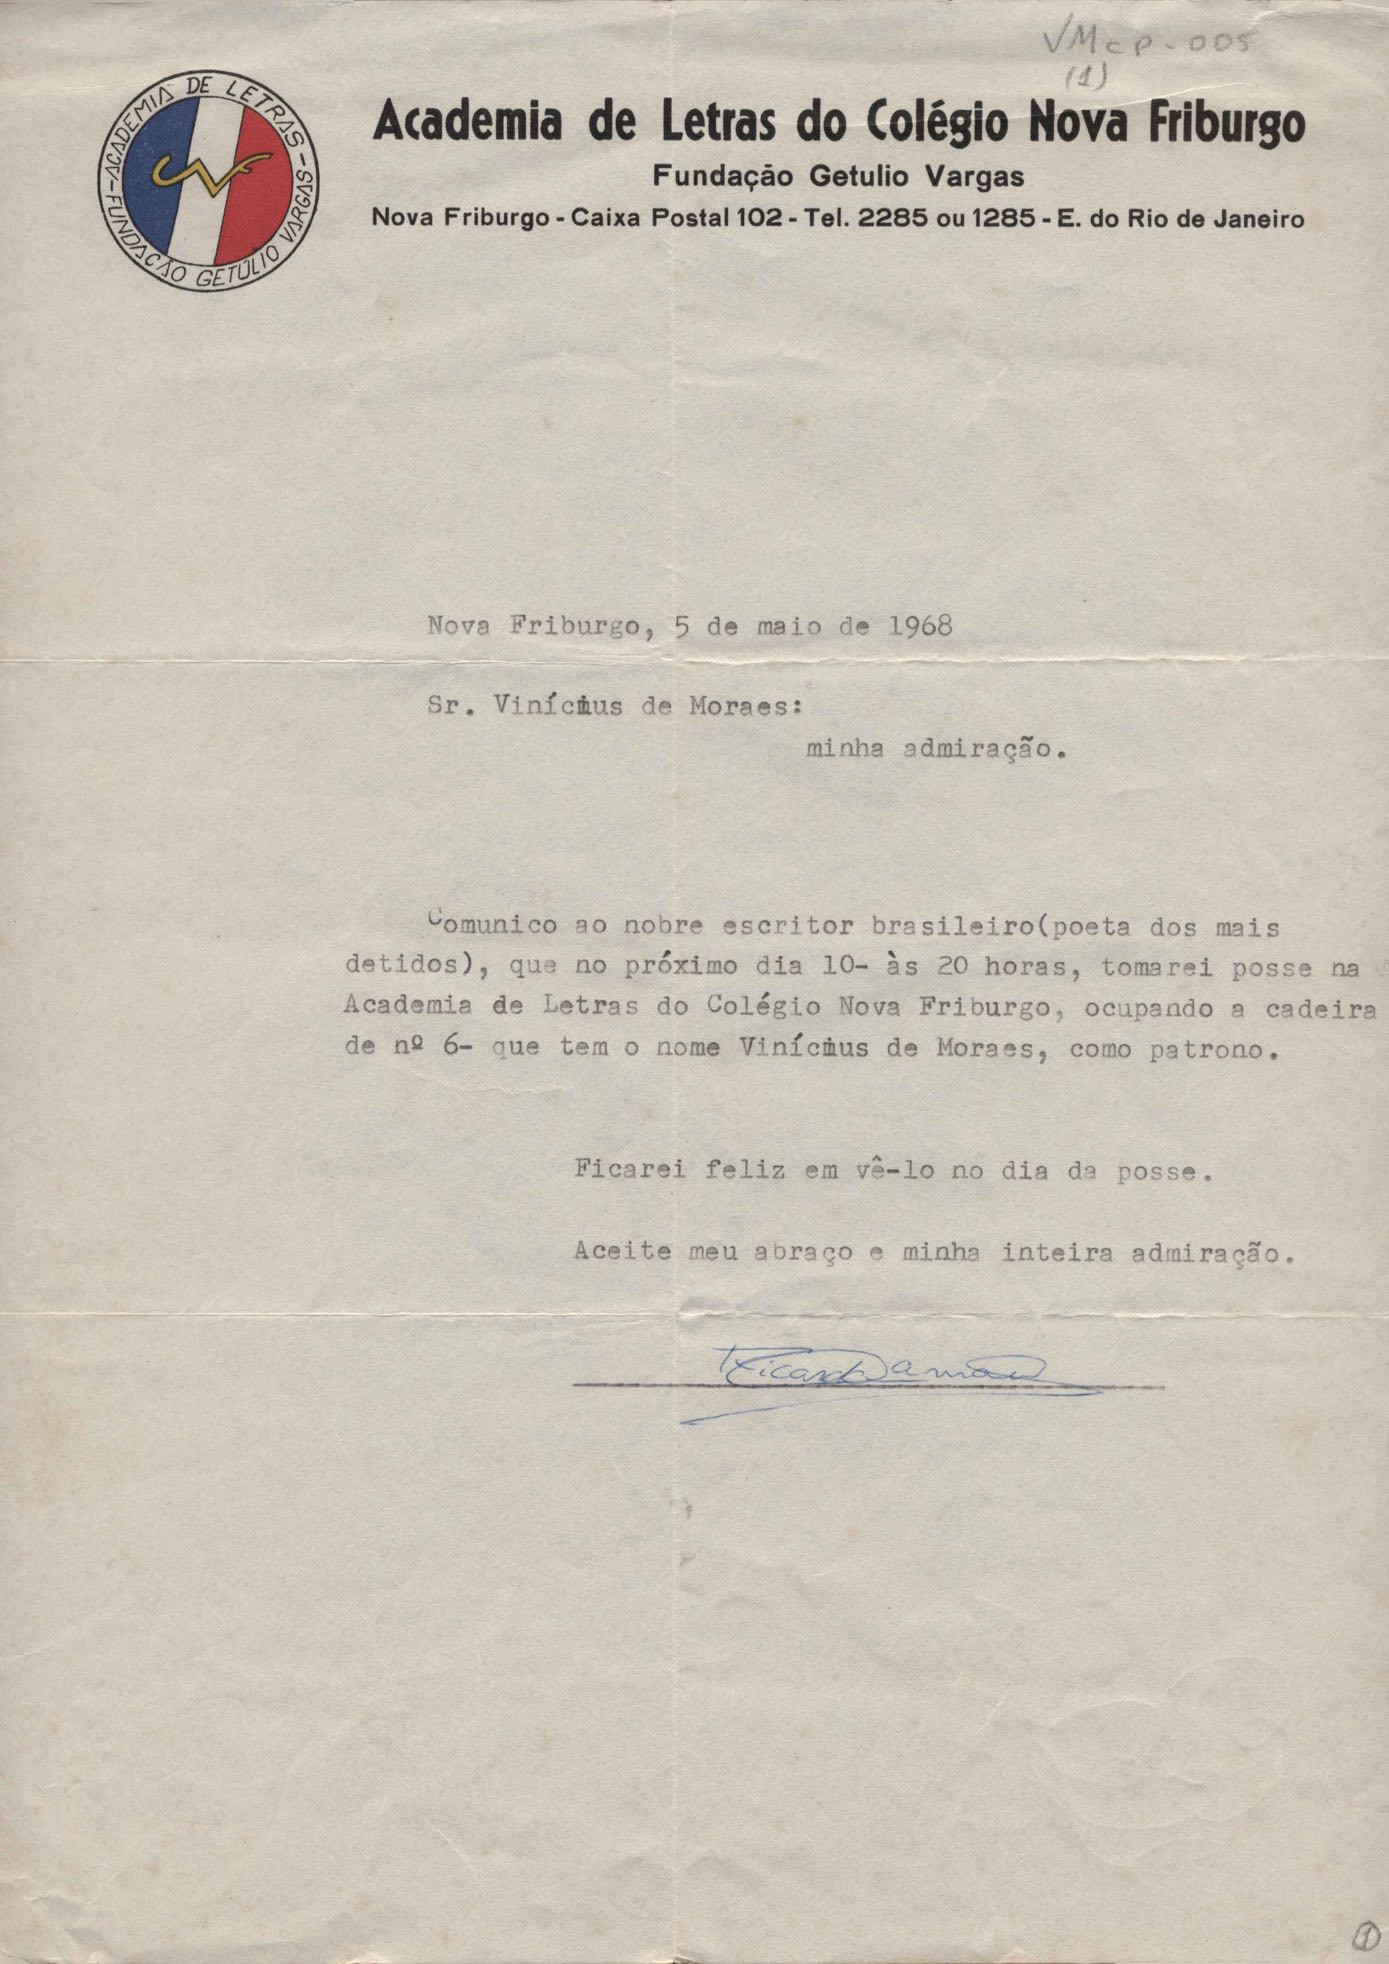 VMcp-005
(1)
ACADEMIA DE LETRAS - FUNDAÇÃO GETÚLIO VARGAS -
CNF
Academia de Letras do Colégio Nova Friburgo
Fundação Getulio Vargas
Nova Friburgo - Caixa Postal 102 - Tel. 2285 ou 1285 - E. do Rio de Janeiro
Nova Friburgo, 5 de maio de 1968
Sr. Vinícius de Moraes:
minha admiração.
Comunico ao nobre escritor brasileiro(poeta dos mais
detidos), que no próximo dia 10- às 20 horas, tomarei posse na
Academia de Letras do Colégio Nova Friburgo, ocupando a cadeira
de nº 6- que tem o nome Vinícius de Moraes, como patrono.
Ficarei feliz em vê-lo no dia da posse.
Aceite meu abraço e minha inteira admiração.
1